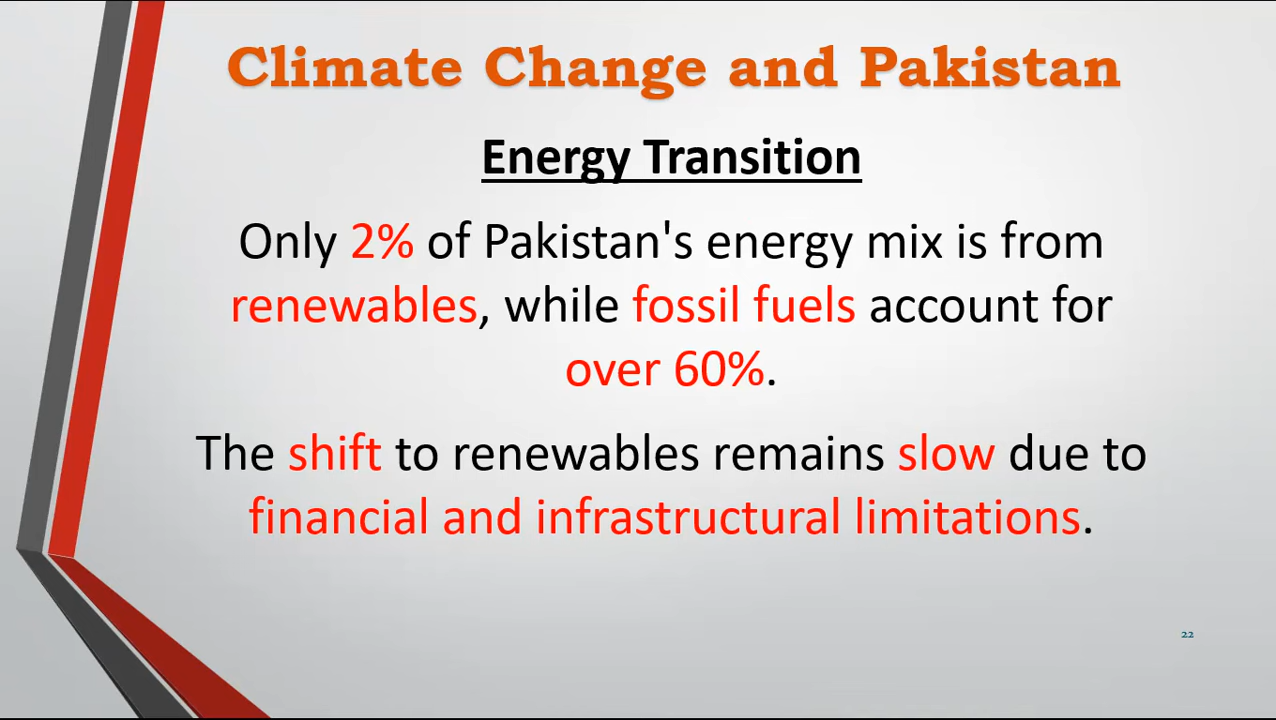 Climate Change and Pakistan
Energy Transition
Only 2% of Pakistan's energy mix is from
renewables, while fossil fuels account for
over 60%.
The shift to renewables remains slow due to
financial and infrastructural limitations.
22